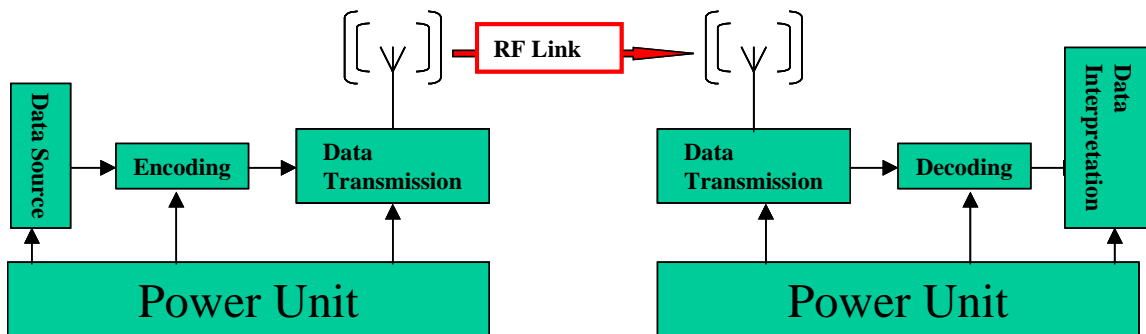 RF Link
Data Source
Encoding
Data
Transmission
Power Unit
Data
Transmission
Decoding
Data
Interpretation
Power Unit